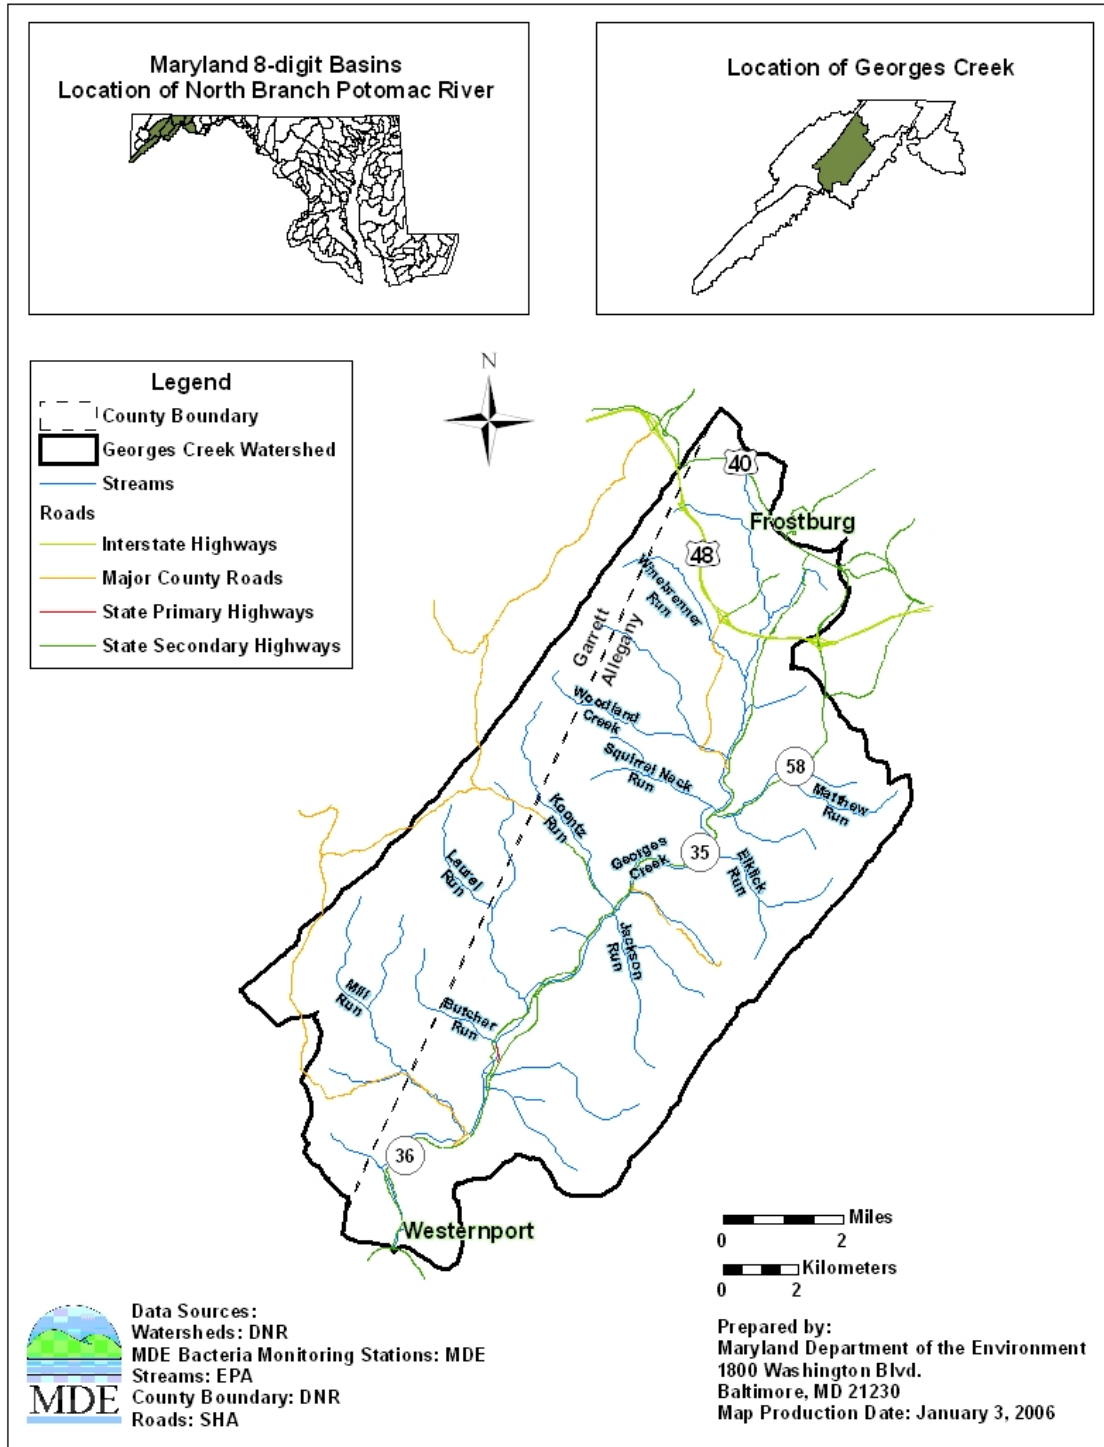 Maryland 8-digit Basins
Location of North Branch Potomac River
Location of Georges Creek
Legend
County Boundary
Georges Creek Watershed
Streams
Roads
Interstate Highways
Major County Roads
State Primary Highways
State Secondary Highways
N
40
Frostburg
48
Winebrenner
Run
Garrett
Allegany
Woodland
Creek
Squirrel Neck
Run
58
Matthew
Run
Koontz
Run
Georges
Creek
35
Elklick
Run
Laurel
Run
Jackson
Run
Mill
Run
Butcher
Run
36
Westernport
Miles
0 2
Kilometers
0 2
MDE
Data Sources:
Watersheds: DNR
MDE Bacteria Monitoring Stations: MDE
Streams: EPA
County Boundary: DNR
Roads: SHA
Prepared by:
Maryland Department of the Environment
1800 Washington Blvd.
Baltimore, MD 21230
Map Production Date: January 3, 2006